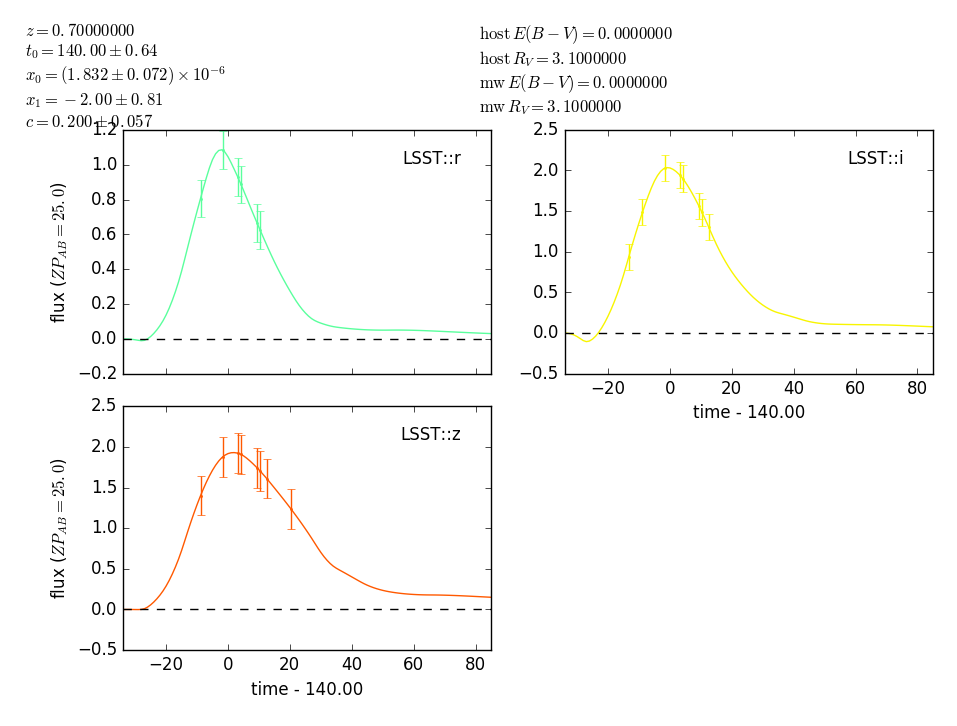 z = 0.70000000
t₀ = 140.00 ± 0.64
x₀ = (1.832 ± 0.072) × 10⁻⁶
x₁ = −2.00 ± 0.81
c = 0.200 ± 0.057
host E(B − V) = 0.0000000
host R_V = 3.1000000
mw E(B − V) = 0.0000000
mw R_V = 3.1000000
LSST::r
1.2
1.0
0.8
0.6
0.4
0.2
0.0
−0.2
flux (ZP_AB = 25.0)
LSST::i
2.5
2.0
1.5
1.0
0.5
0.0
−0.5
−20 0 20 40 60 80
time - 140.00
LSST::z
2.5
2.0
1.5
1.0
0.5
0.0
−0.5
flux (ZP_AB = 25.0)
−20 0 20 40 60 80
time - 140.00